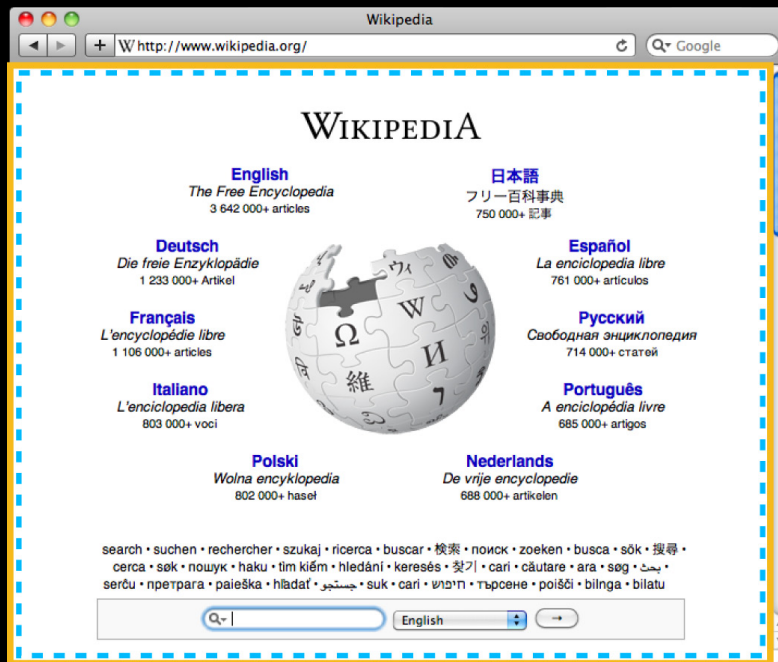 Wikipedia
http://www.wikipedia.org/
Google
WIKIPEDIA
English
The Free Encyclopedia
3 642 000+ articles
日本語
フリー百科事典
750 000+ 記事
Deutsch
Die freie Enzyklopädie
1 233 000+ Artikel
Español
La enciclopedia libre
761 000+ artículos
Français
L'encyclopédie libre
1 106 000+ articles
Русский
Свободная энциклопедия
714 000+ статей
Italiano
L'enciclopedia libera
803 000+ voci
Português
A enciclopédia livre
685 000+ artigos
Polski
Wolna encyklopedia
802 000+ haseł
Nederlands
De vrije encyclopedie
688 000+ artikelen
Ω W И 維 ウィ 우
search • suchen • rechercher • szukaj • ricerca • buscar • 検索 • поиск • zoeken • busca • sök • 搜尋 •
cerca • søk • пошук • haku • tìm kiếm • hledání • keresés • 찾기 • cari • căutare • ara • søg • بحث •
serĉu • претрага • paieška • hľadať • جستجو • suk • cari • חיפוש • търсене • poišči • bilnga • bilatu
English